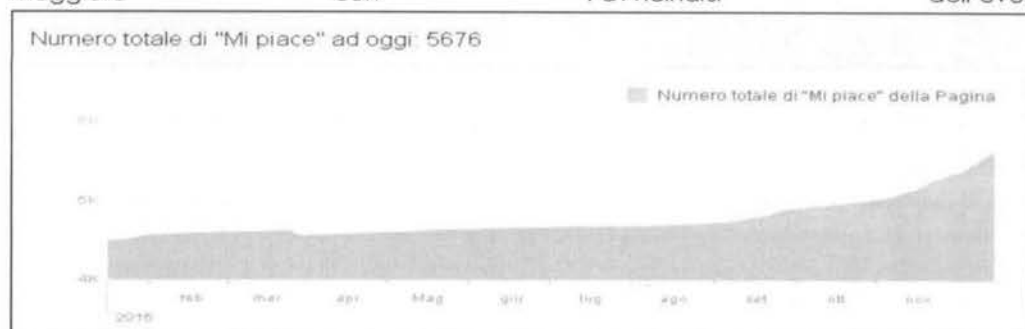 Numero totale di "Mi piace" ad oggi: 5676
Numero totale di "Mi piace" della Pagina
6K
5K
4K
feb mar apr Mag giu lug ago set ott nov
2016